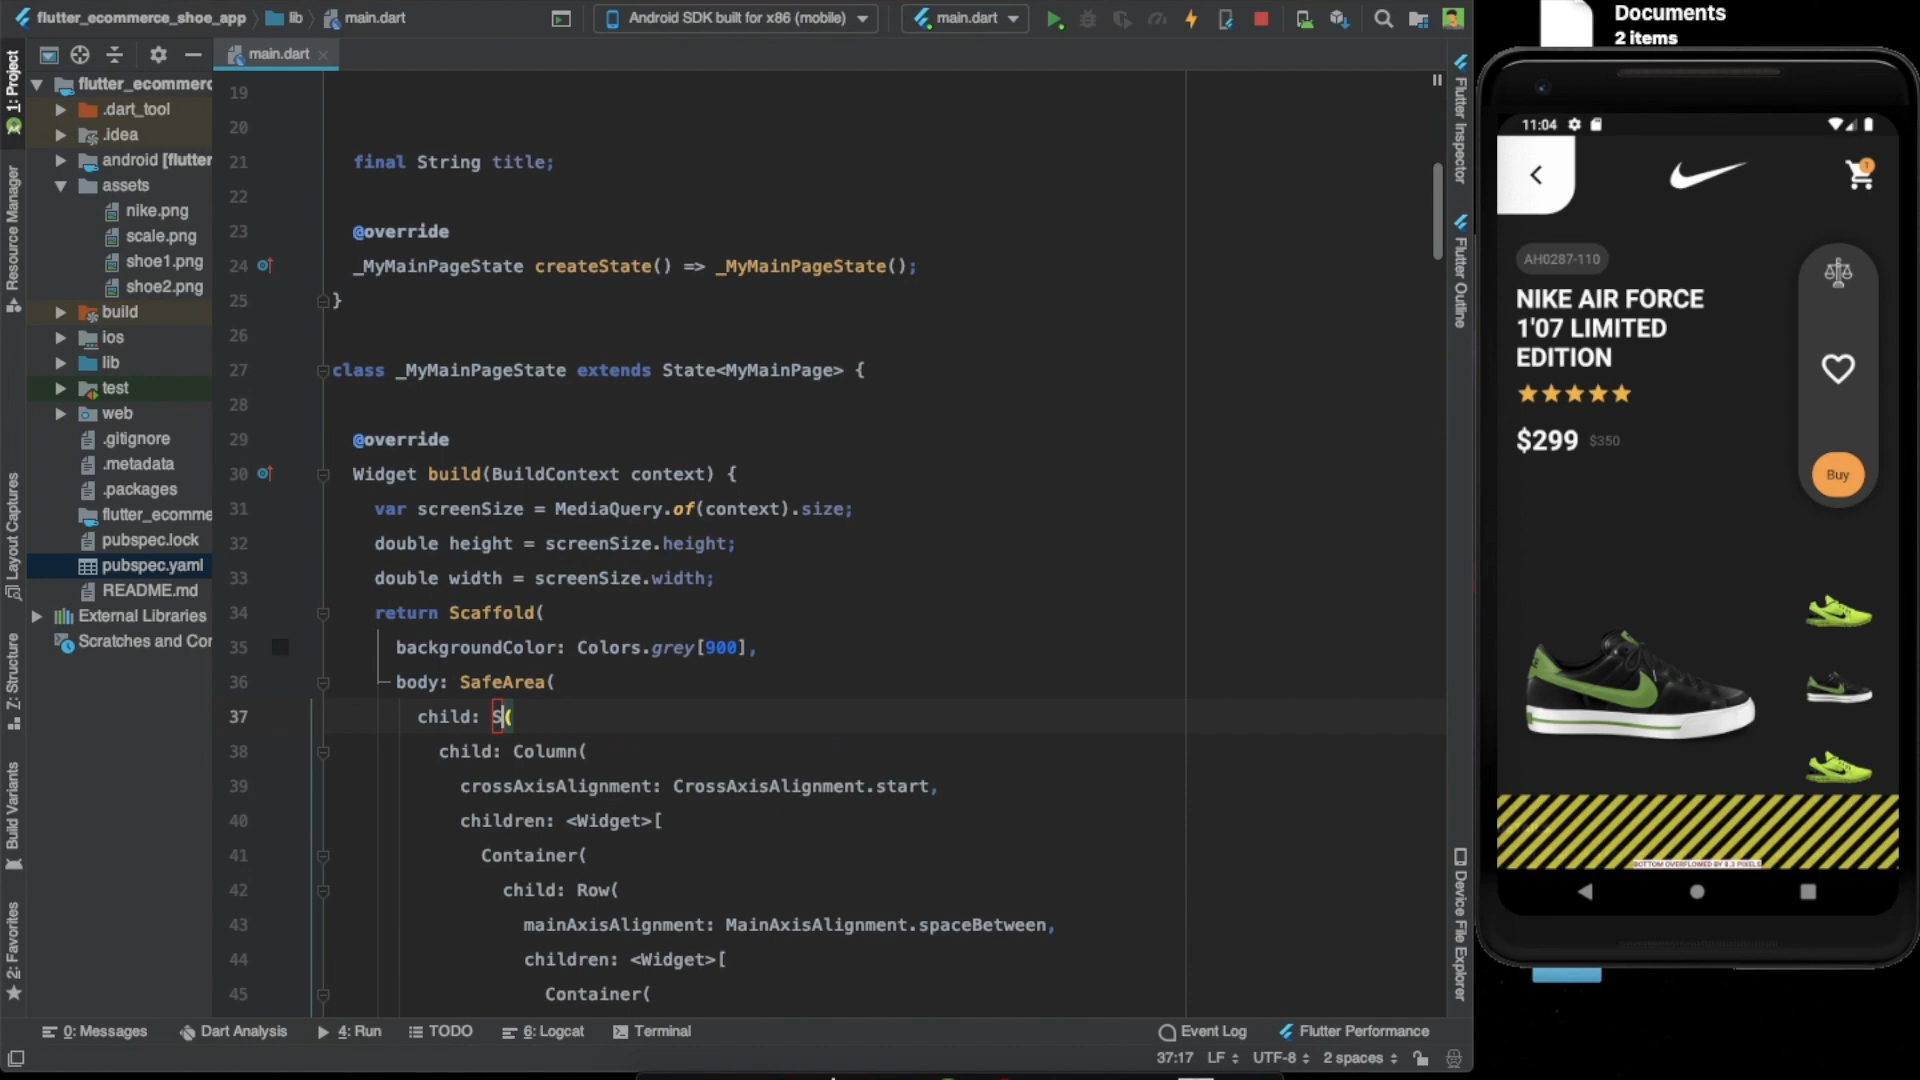 flutter_ecommerce_shoe_app
lib
main.dart
Android SDK built for x86 (mobile)
main.dart
main.dart
1: Project
Resource Manager
Layout Captures
7: Structure
Build Variants
2: Favorites
flutter_ecommerc
.dart_tool
.idea
android [flutter
assets
nike.png
scale.png
shoe1.png
shoe2.png
build
ios
lib
test
web
.gitignore
.metadata
.packages
flutter_ecomme
pubspec.lock
pubspec.yaml
README.md
External Libraries
Scratches and Cor
19
20
21 final String title;
22
23 @override
24 _MyMainPageState createState() => _MyMainPageState();
25 }
26
27 class _MyMainPageState extends State<MyMainPage> {
28
29 @override
30 Widget build(BuildContext context) {
31 var screenSize = MediaQuery.of(context).size;
32 double height = screenSize.height;
33 double width = screenSize.width;
34 return Scaffold(
35 backgroundColor: Colors.grey[900],
36 body: SafeArea(
37 child: S(
38 child: Column(
39 crossAxisAlignment: CrossAxisAlignment.start,
40 children: <Widget>[
41 Container(
42 child: Row(
43 mainAxisAlignment: MainAxisAlignment.spaceBetween,
44 children: <Widget>[
45 Container(
Flutter Inspector
Flutter Outline
Device File Explorer
0: Messages
Dart Analysis
4: Run
TODO
6: Logcat
Terminal
Event Log
Flutter Performance
37:17
LF
UTF-8
2 spaces
Documents
2 items
11:04
1
AH0287-110
NIKE AIR FORCE
1'07 LIMITED
EDITION
$299 $350
Buy
BOTTOM OVERFLOWED BY 8.3 PIXELS